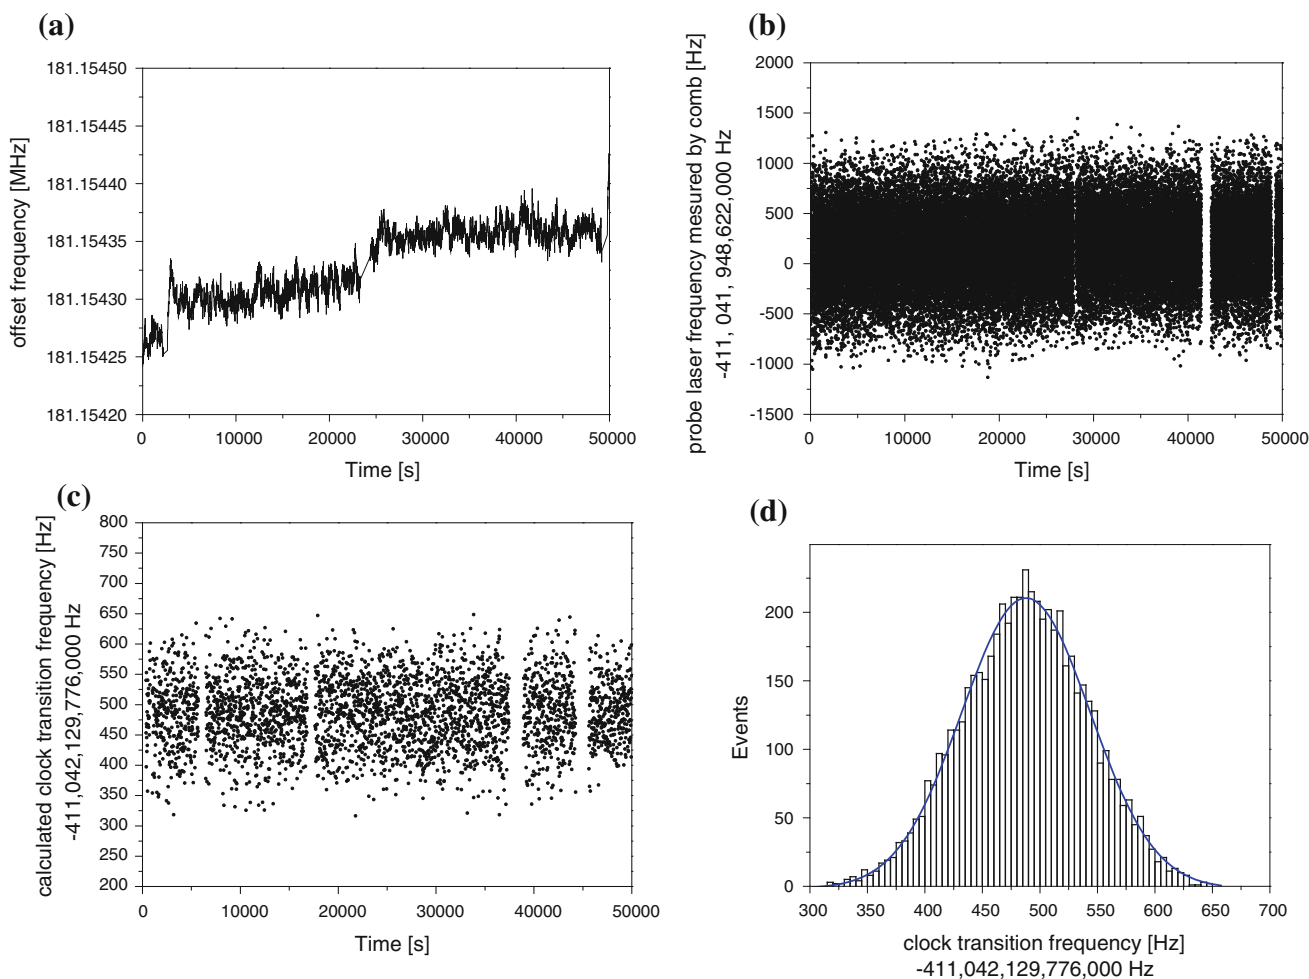 (a)
181.15450
181.15445
181.15440
181.15435
181.15430
181.15425
181.15420
offset frequency [MHz]
0 10000 20000 30000 40000 50000
Time [s]
(b)
2000
1500
1000
500
0
-500
-1000
-1500
probe laser frequency mesured by comb [Hz]
-411, 041, 948,622,000 Hz
0 10000 20000 30000 40000 50000
Time [s]
(c)
800
750
700
650
600
550
500
450
400
350
300
250
200
calculated clock transition frequency [Hz]
-411,042,129,776,000 Hz
0 10000 20000 30000 40000 50000
Time [s]
(d)
200
150
100
50
0
Events
300 350 400 450 500 550 600 650 700
clock transition frequency [Hz]
-411,042,129,776,000 Hz